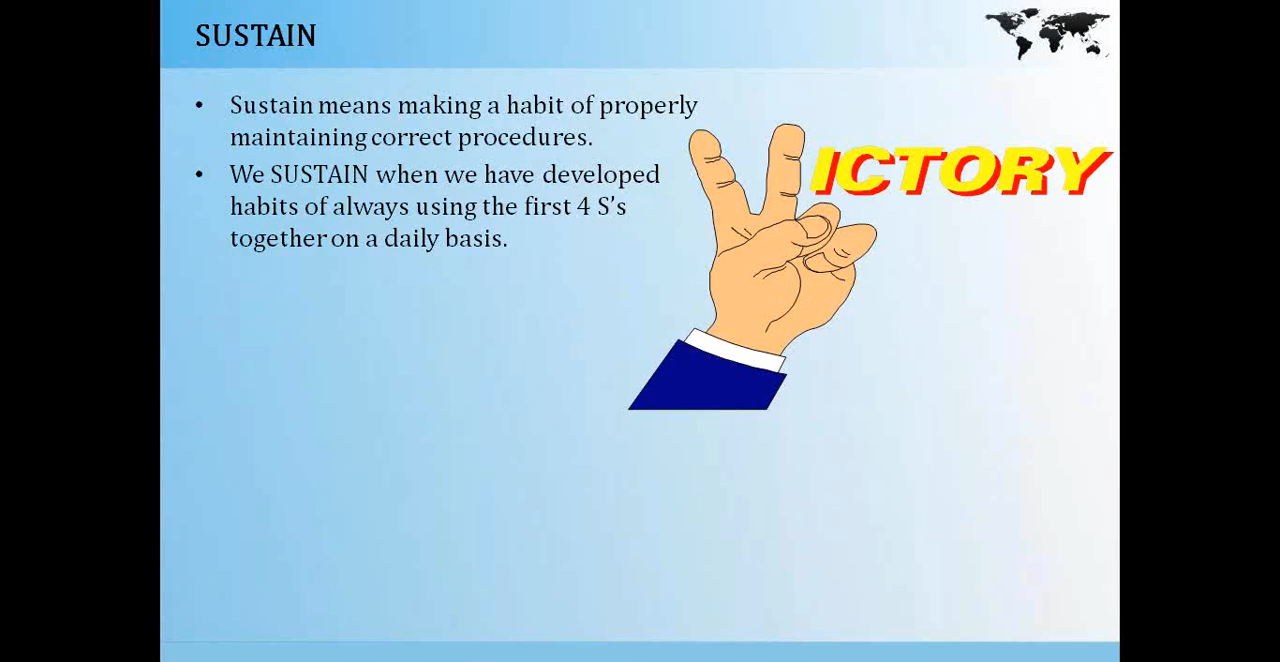 SUSTAIN
• Sustain means making a habit of properly
maintaining correct procedures.
• We SUSTAIN when we have developed
habits of always using the first 4 S's
together on a daily basis.
ICTORY